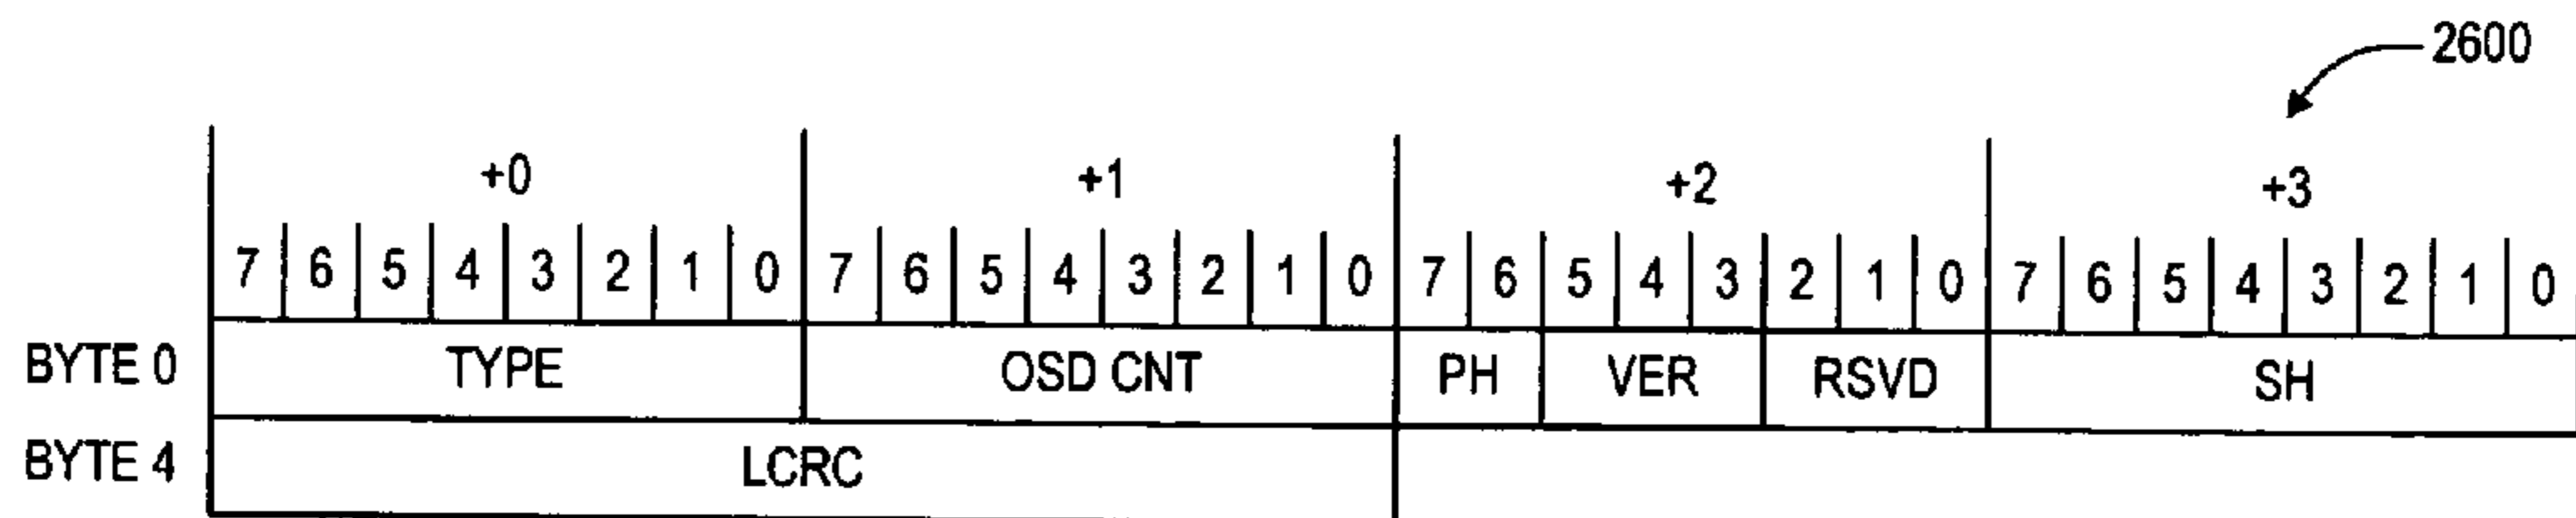 2600
+0 +1 +2 +3
7 6 5 4 3 2 1 0 7 6 5 4 3 2 1 0 7 6 5 4 3 2 1 0 7 6 5 4 3 2 1 0
BYTE 0 TYPE OSD CNT PH VER RSVD SH
BYTE 4 LCRC